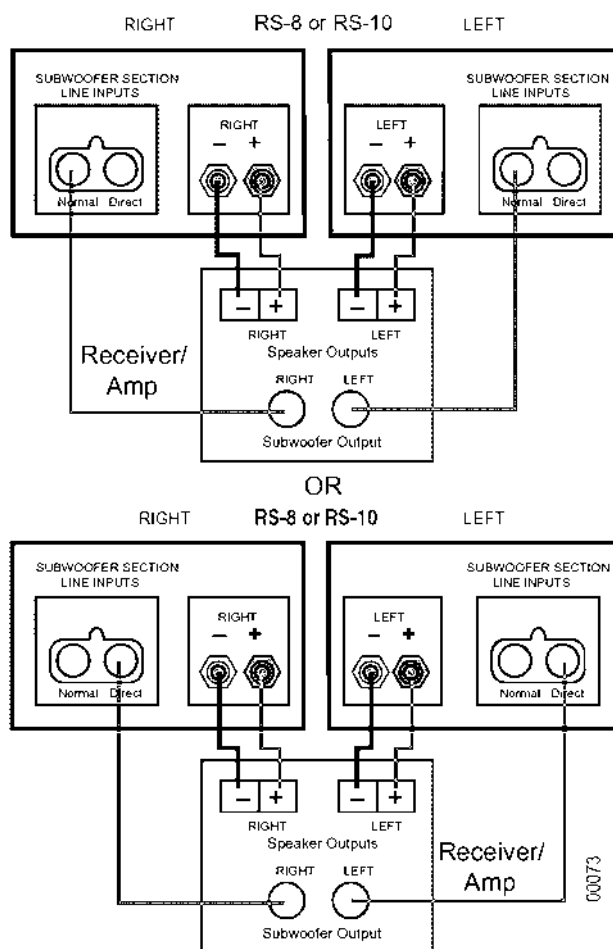 RIGHT RS-8 or RS-10 LEFT
SUBWOOFER SECTION
LINE INPUTS
Normal Direct
RIGHT
− +
LEFT
− +
SUBWOOFER SECTION
LINE INPUTS
Normal Direct
− +
RIGHT
− +
LEFT
Speaker Outputs
Receiver/
Amp
RIGHT LEFT
Subwoofer Output
OR
RIGHT RS-8 or RS-10 LEFT
SUBWOOFER SECTION
LINE INPUTS
Normal Direct
RIGHT
− +
LEFT
− +
SUBWOOFER SECTION
LINE INPUTS
Normal Direct
− +
RIGHT
− +
LEFT
Speaker Outputs
Receiver/
Amp
RIGHT LEFT
Subwoofer Output
00073